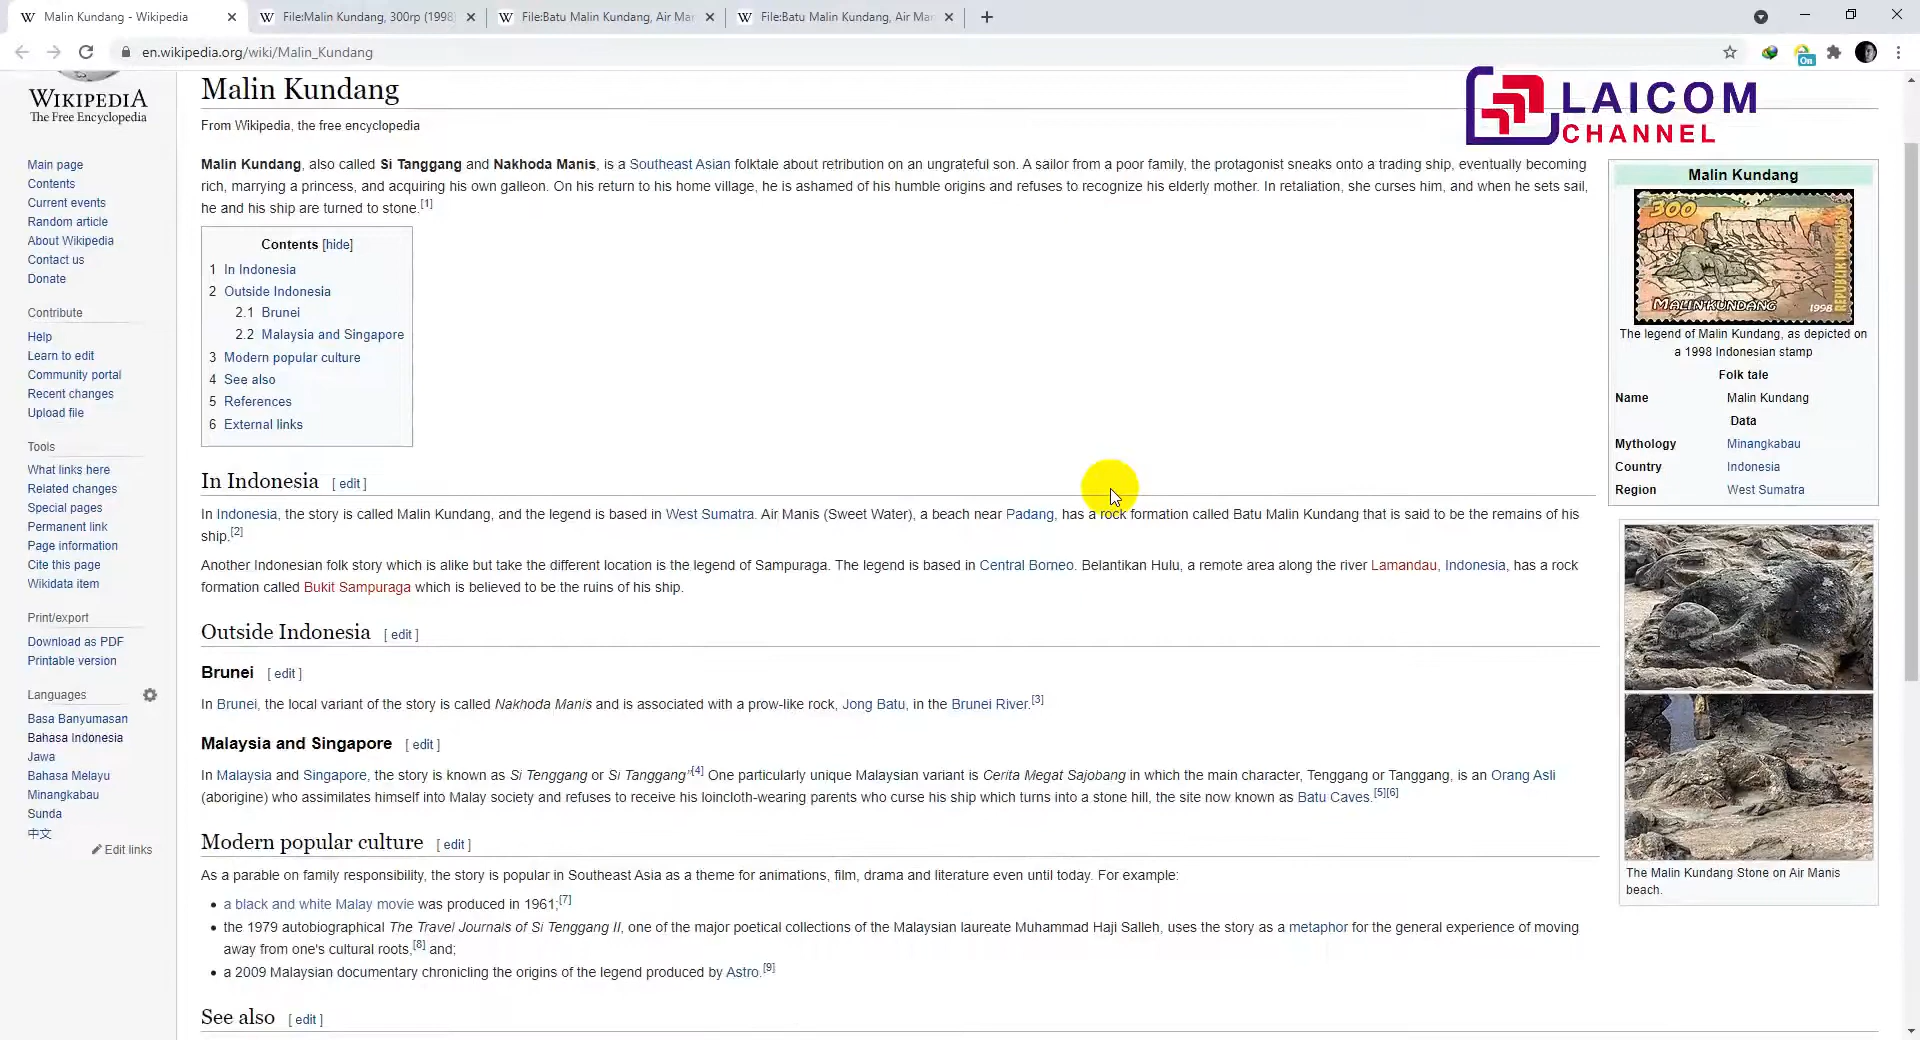 Malin Kundang - Wikipedia
File:Malin Kundang, 300rp (1998)
File:Batu Malin Kundang, Air Mar
File:Batu Malin Kundang, Air Mar
en.wikipedia.org/wiki/Malin_Kundang
On
LAICOM
CHANNEL
WIKIPEDIA
The Free Encyclopedia
Main page
Contents
Current events
Random article
About Wikipedia
Contact us
Donate
Contribute
Help
Learn to edit
Community portal
Recent changes
Upload file
Tools
What links here
Related changes
Special pages
Permanent link
Page information
Cite this page
Wikidata item
Print/export
Download as PDF
Printable version
Languages
Basa Banyumasan
Bahasa Indonesia
Jawa
Bahasa Melayu
Minangkabau
Sunda
中文
Edit links
Malin Kundang
From Wikipedia, the free encyclopedia
Malin Kundang, also called Si Tanggang and Nakhoda Manis, is a Southeast Asian folktale about retribution on an ungrateful son. A sailor from a poor family, the protagonist sneaks onto a trading ship, eventually becoming
rich, marrying a princess, and acquiring his own galleon. On his return to his home village, he is ashamed of his humble origins and refuses to recognize his elderly mother. In retaliation, she curses him, and when he sets sail,
he and his ship are turned to stone.[1]
Contents [hide]
1 In Indonesia
2 Outside Indonesia
2.1 Brunei
2.2 Malaysia and Singapore
3 Modern popular culture
4 See also
5 References
6 External links
In Indonesia [ edit ]
In Indonesia, the story is called Malin Kundang, and the legend is based in West Sumatra. Air Manis (Sweet Water), a beach near Padang, has a rock formation called Batu Malin Kundang that is said to be the remains of his
ship.[2]
Another Indonesian folk story which is alike but take the different location is the legend of Sampuraga. The legend is based in Central Borneo. Belantikan Hulu, a remote area along the river Lamandau, Indonesia, has a rock
formation called Bukit Sampuraga which is believed to be the ruins of his ship.
Outside Indonesia [ edit ]
Brunei [ edit ]
In Brunei, the local variant of the story is called Nakhoda Manis and is associated with a prow-like rock, Jong Batu, in the Brunei River.[3]
Malaysia and Singapore [ edit ]
In Malaysia and Singapore, the story is known as Si Tenggang or Si Tanggang"[4] One particularly unique Malaysian variant is Cerita Megat Sajobang in which the main character, Tenggang or Tanggang, is an Orang Asli
(aborigine) who assimilates himself into Malay society and refuses to receive his loincloth-wearing parents who curse his ship which turns into a stone hill, the site now known as Batu Caves.[5][6]
Modern popular culture [ edit ]
As a parable on family responsibility, the story is popular in Southeast Asia as a theme for animations, film, drama and literature even until today. For example:
• a black and white Malay movie was produced in 1961;[7]
• the 1979 autobiographical The Travel Journals of Si Tenggang II, one of the major poetical collections of the Malaysian laureate Muhammad Haji Salleh, uses the story as a metaphor for the general experience of moving
away from one's cultural roots,[8] and;
• a 2009 Malaysian documentary chronicling the origins of the legend produced by Astro.[9]
See also [ edit ]
Malin Kundang
300
REPUBLIK INDONESIA
MALIN KUNDANG
1998
The legend of Malin Kundang, as depicted on
a 1998 Indonesian stamp
Folk tale
Name Malin Kundang
Data
Mythology Minangkabau
Country Indonesia
Region West Sumatra
The Malin Kundang Stone on Air Manis
beach.